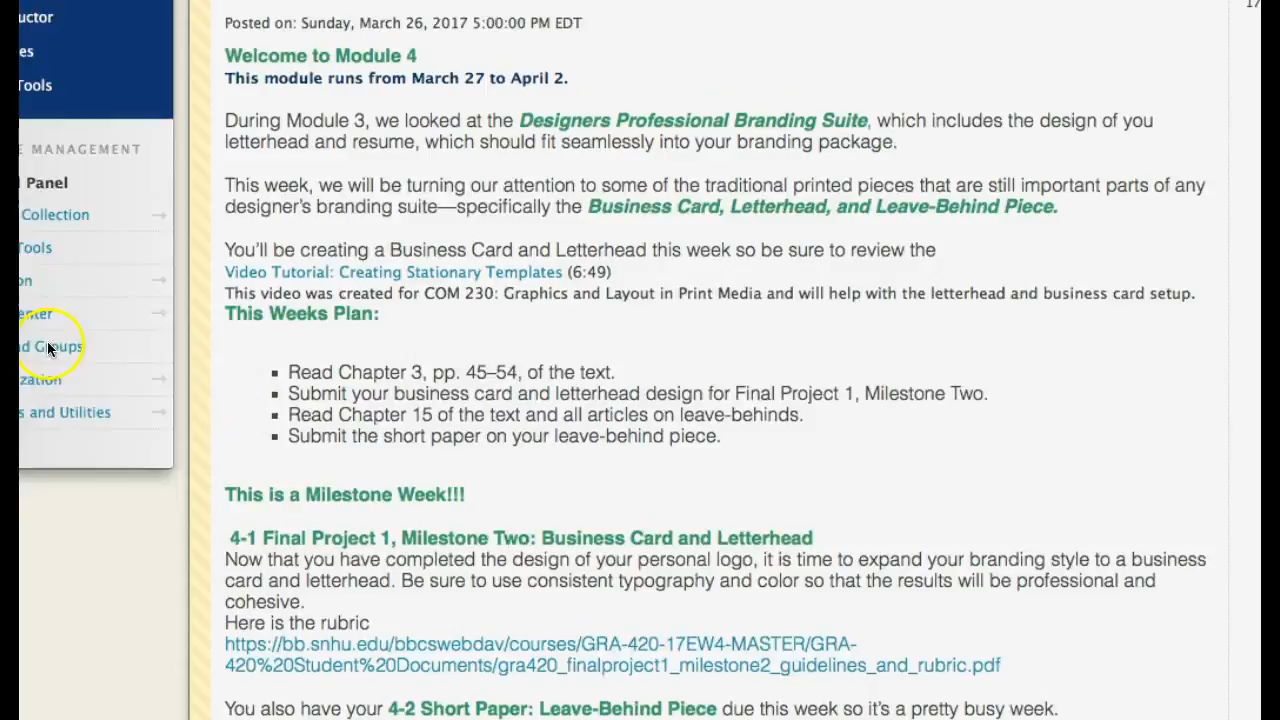 uctor
es
Tools
E MANAGEMENT
l Panel
Collection
Tools
on
enter
nd Groups
zation
s and Utilities
17
Posted on: Sunday, March 26, 2017 5:00:00 PM EDT
Welcome to Module 4
This module runs from March 27 to April 2.
During Module 3, we looked at the Designers Professional Branding Suite, which includes the design of you
letterhead and resume, which should fit seamlessly into your branding package.
This week, we will be turning our attention to some of the traditional printed pieces that are still important parts of any
designer's branding suite—specifically the Business Card, Letterhead, and Leave-Behind Piece.
You'll be creating a Business Card and Letterhead this week so be sure to review the
Video Tutorial: Creating Stationary Templates (6:49)
This video was created for COM 230: Graphics and Layout in Print Media and will help with the letterhead and business card setup.
This Weeks Plan:
▪ Read Chapter 3, pp. 45–54, of the text.
▪ Submit your business card and letterhead design for Final Project 1, Milestone Two.
▪ Read Chapter 15 of the text and all articles on leave-behinds.
▪ Submit the short paper on your leave-behind piece.
This is a Milestone Week!!!
4-1 Final Project 1, Milestone Two: Business Card and Letterhead
Now that you have completed the design of your personal logo, it is time to expand your branding style to a business
card and letterhead. Be sure to use consistent typography and color so that the results will be professional and
cohesive.
Here is the rubric
https://bb.snhu.edu/bbcswebdav/courses/GRA-420-17EW4-MASTER/GRA-
420%20Student%20Documents/gra420_finalproject1_milestone2_guidelines_and_rubric.pdf
You also have your 4-2 Short Paper: Leave-Behind Piece due this week so it's a pretty busy week.